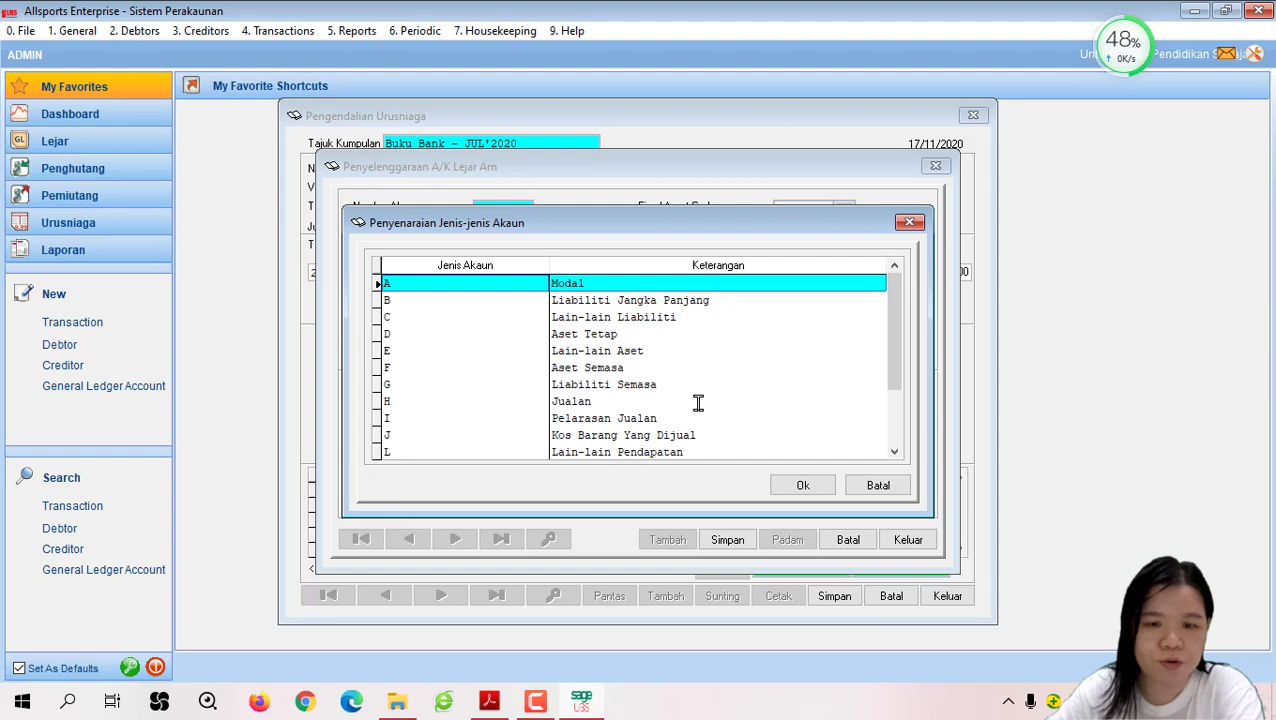 Allsports Enterprise - Sistem Perakaunan
0. File 1. General 2. Debtors 3. Creditors 4. Transactions 5. Reports 6. Periodic 7. Housekeeping 9. Help
48%
↑ 0K/s
ADMIN
Pendidikan
My Favorites
My Favorite Shortcuts
Dashboard
Lejar
Penghutang
Pemiutang
Urusniaga
Laporan
New
Transaction
Debtor
Creditor
General Ledger Account
Search
Transaction
Debtor
Creditor
General Ledger Account
Set As Defaults
Pengendalian Urusniaga
Tajuk Kumpulan Buku Bank - JUL'2020 17/11/2020
Penyelenggaraan A/K Lejar Am
Penyenaraian Jenis-jenis Akaun
Jenis Akaun Keterangan
A Modal
B Liabiliti Jangka Panjang
C Lain-lain Liabiliti
D Aset Tetap
E Lain-lain Aset
F Aset Semasa
G Liabiliti Semasa
H Jualan
I Pelarasan Jualan
J Kos Barang Yang Dijual
L Lain-lain Pendapatan
Ok Batal
Tambah Simpan Padam Batal Keluar
Pantas Tambah Sunting Cetak Simpan Batal Keluar
sage
UBS